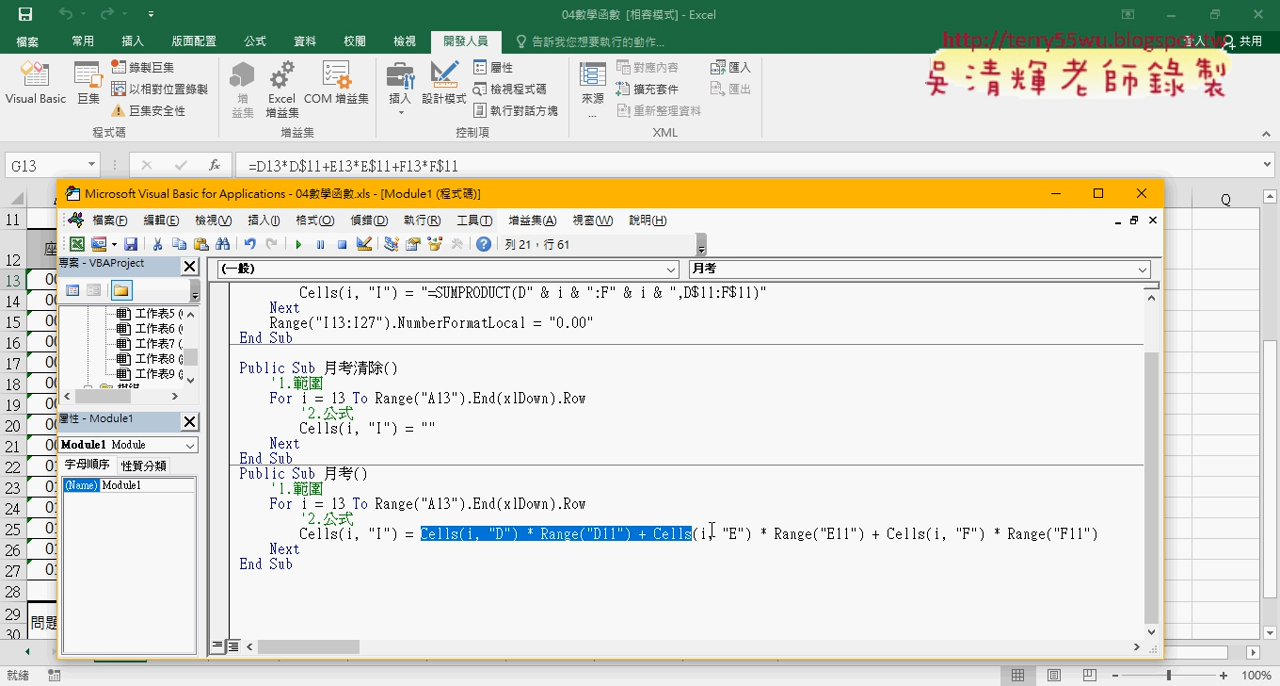 04數學函數 [相容模式] - Excel
檔案 常用 插入 版面配置 公式 資料 校閱 檢視 開發人員 告訴我您想要執行的動作... 登入 共用
http://terry55wu.blogspot.tw
吳清輝老師錄製
Visual Basic 巨集 錄製巨集 以相對位置錄製 巨集安全性
程式碼
增益集 Excel 增益集 COM 增益集
增益集
插入 設計模式 屬性 檢視程式碼 執行對話方塊
控制項
來源... 對應內容 擴充套件 重新整理資料 匯入 匯出
XML
G13 fx =D13*D$11+E13*E$11+F13*F$11
Microsoft Visual Basic for Applications - 04數學函數.xls - [Module1 (程式碼)]
檔案(F) 編輯(E) 檢視(V) 插入(I) 格式(O) 偵錯(D) 執行(R) 工具(T) 增益集(A) 視窗(W) 說明(H)
列 21，行 61
專案 - VBAProject
(一般) 月考
工作表5
工作表6
工作表7
工作表8
工作表9
屬性 - Module1
Module1 Module
字母順序 性質分類
(Name) Module1
Cells(i, "I") = "=SUMPRODUCT(D" & i & ":F" & i & ",D$11:F$11)"
Next
Range("I13:I27").NumberFormatLocal = "0.00"
End Sub
Public Sub 月考清除()
'1.範圍
For i = 13 To Range("A13").End(xlDown).Row
'2.公式
Cells(i, "I") = ""
Next
End Sub
Public Sub 月考()
'1.範圍
For i = 13 To Range("A13").End(xlDown).Row
'2.公式
Cells(i, "I") = Cells(i, "D") * Range("D11") + Cells(i, "E") * Range("E11") + Cells(i, "F") * Range("F11")
Next
End Sub
Q
11
12 座
13
14
15
16
17
18
19
20
21
22
23
24
25
26
27
28
29 問題
30
就緒 100%